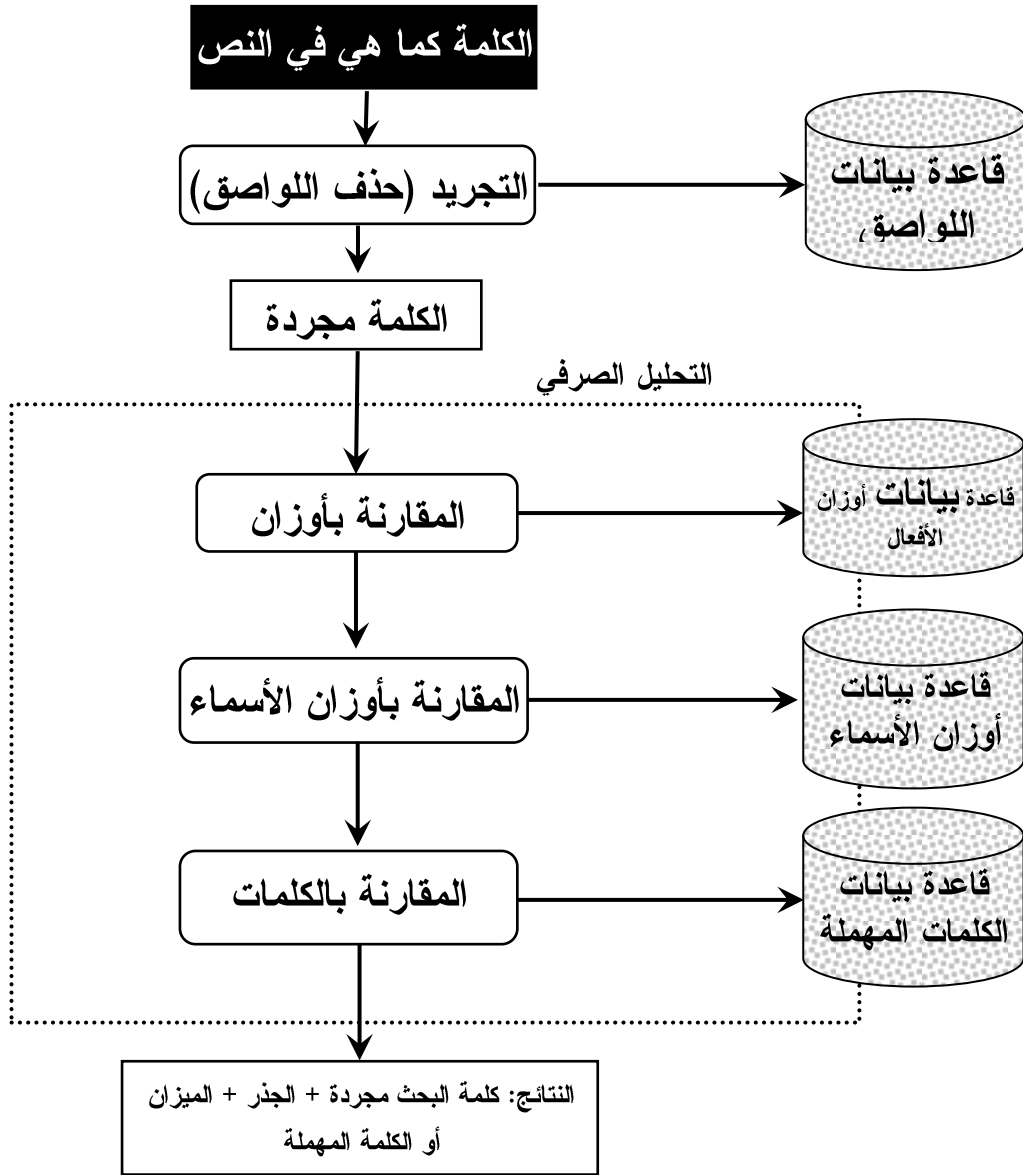 الكلمة كما هي في النص
التجريد (حذف اللواصق)
قاعدة بيانات
اللواصق
الكلمة مجردة
التحليل الصرفي
المقارنة بأوزان
قاعدة بيانات أوزان
الأفعال
المقارنة بأوزان الأسماء
قاعدة بيانات
أوزان الأسماء
المقارنة بالكلمات
قاعدة بيانات
الكلمات المهملة
النتائج: كلمة البحث مجردة + الجذر + الميزان
أو الكلمة المهملة